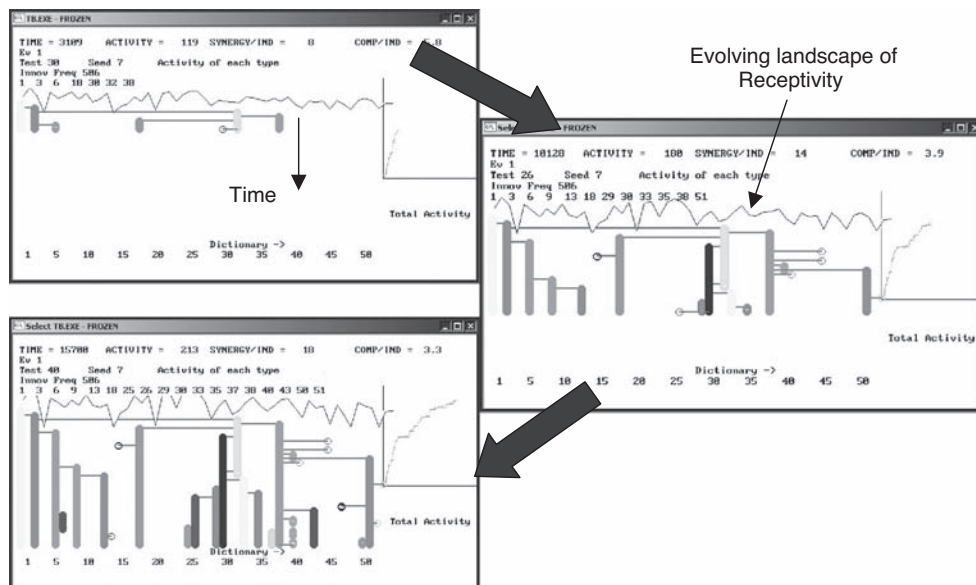 TB.EXE - FROZEN
TIME = 3109 ACTIVITY = 119 SYNERGY/IND = 8 COMP/IND = 5.8
Ev 1
Test 30 Seed 7 Activity of each type
Innov Freq 506
1 3 6 18 30 32 38
Time
Total Activity
Dictionary ->
1 5 10 15 20 25 30 35 40 45 50
Evolving landscape of
Receptivity
FROZEN
TIME = 10128 ACTIVITY = 180 SYNERGY/IND = 14 COMP/IND = 3.9
Ev 1
Test 26 Seed 7 Activity of each type
Innov Freq 506
1 3 6 9 13 18 29 30 33 35 38 51
Total Activity
Dictionary ->
1 5 10 15 20 25 30 35 40 45 50
Select TB.EXE - FROZEN
TIME = 15700 ACTIVITY = 213 SYNERGY/IND = 18 COMP/IND = 3.3
Ev 1
Test 40 Seed 7 Activity of each type
Innov Freq 506
1 3 6 9 13 18 25 26 29 30 33 35 37 38 40 43 50 51
Total Activity
Dictionary ->
1 5 10 15 20 25 30 35 40 45 50